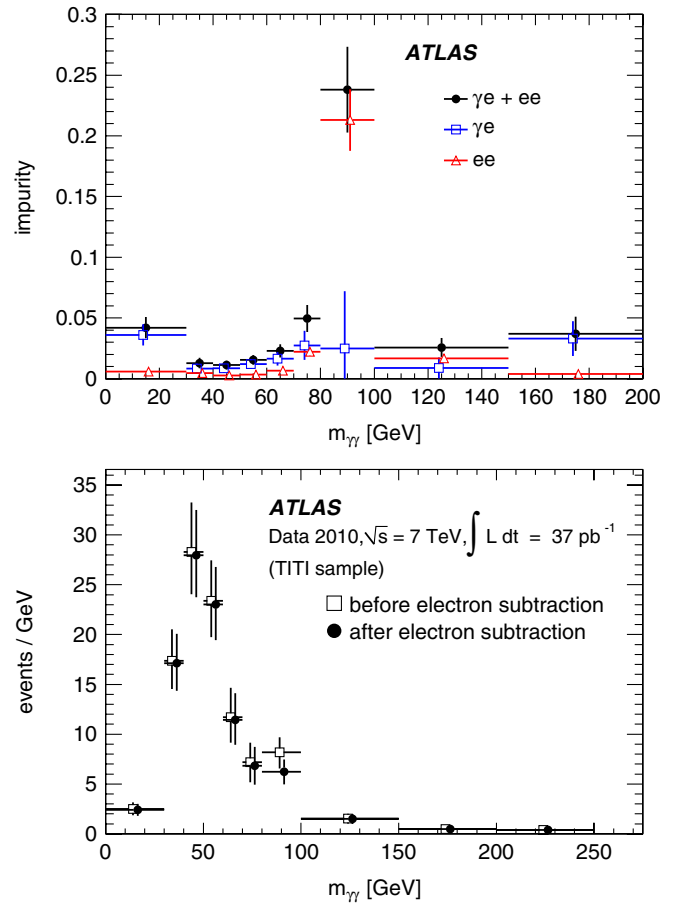 0.3
0.25
0.2
0.15
0.1
0.05
0
impurity
ATLAS
γe + ee
γe
ee
0 20 40 60 80 100 120 140 160 180 200
m_γγ [GeV]
35
30
25
20
15
10
5
0
events / GeV
ATLAS
Data 2010,√s = 7 TeV,∫ L dt = 37 pb⁻¹
(TITI sample)
before electron subtraction
after electron subtraction
0 50 100 150 200 250
m_γγ [GeV]